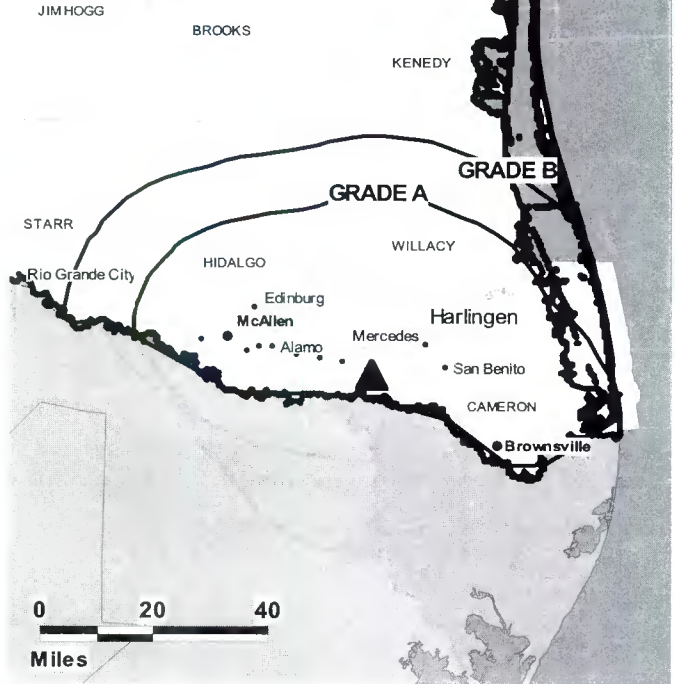 JIM HOGG
BROOKS
KENEDY
GRADE B
GRADE A
STARR
WILLACY
HIDALGO
Rio Grande City
Edinburg
McAllen
Harlingen
Mercedes
Alamo
San Benito
CAMERON
Brownsville
0 20 40
Miles